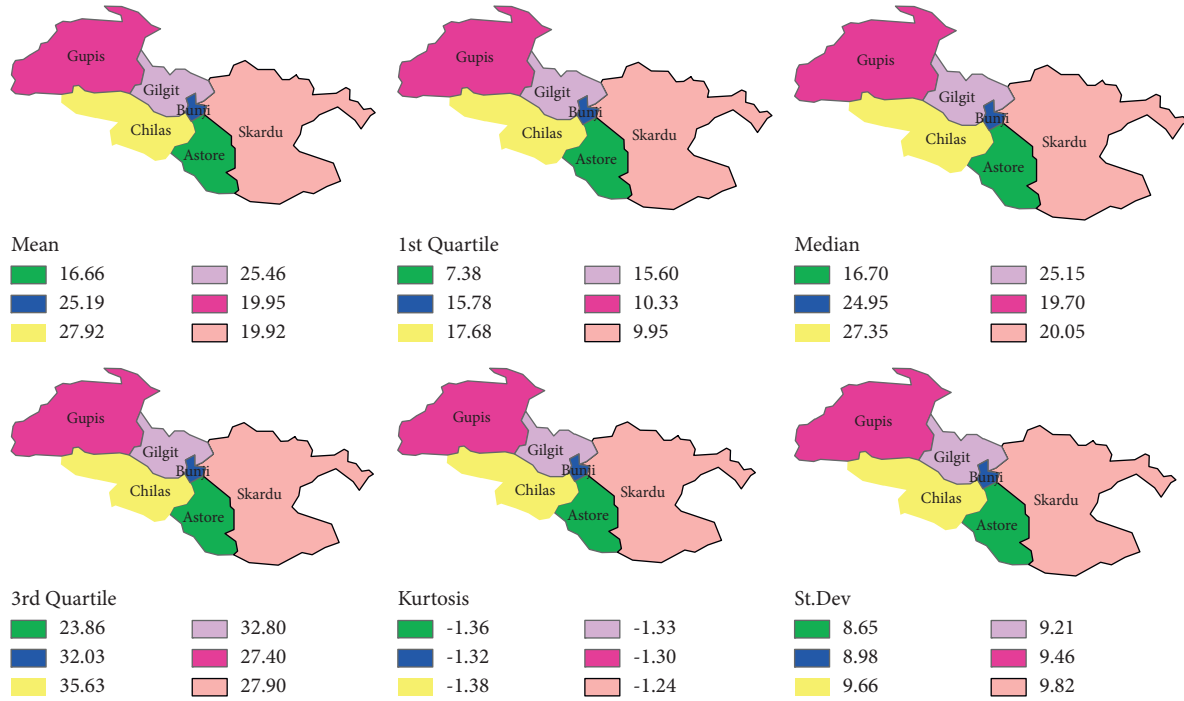 Gupis
Gilgit
Bunji
Chilas
Skardu
Astore
Mean
16.66 25.46
25.19 19.95
27.92 19.92
Gupis
Gilgit
Bunji
Chilas
Skardu
Astore
1st Quartile
7.38 15.60
15.78 10.33
17.68 9.95
Gupis
Gilgit
Bunji
Chilas
Skardu
Astore
Median
16.70 25.15
24.95 19.70
27.35 20.05
Gupis
Gilgit
Bunji
Chilas
Skardu
Astore
3rd Quartile
23.86 32.80
32.03 27.40
35.63 27.90
Gupis
Gilgit
Bunji
Chilas
Skardu
Astore
Kurtosis
-1.36 -1.33
-1.32 -1.30
-1.38 -1.24
Gupis
Gilgit
Bunji
Chilas
Skardu
Astore
St.Dev
8.65 9.21
8.98 9.46
9.66 9.82